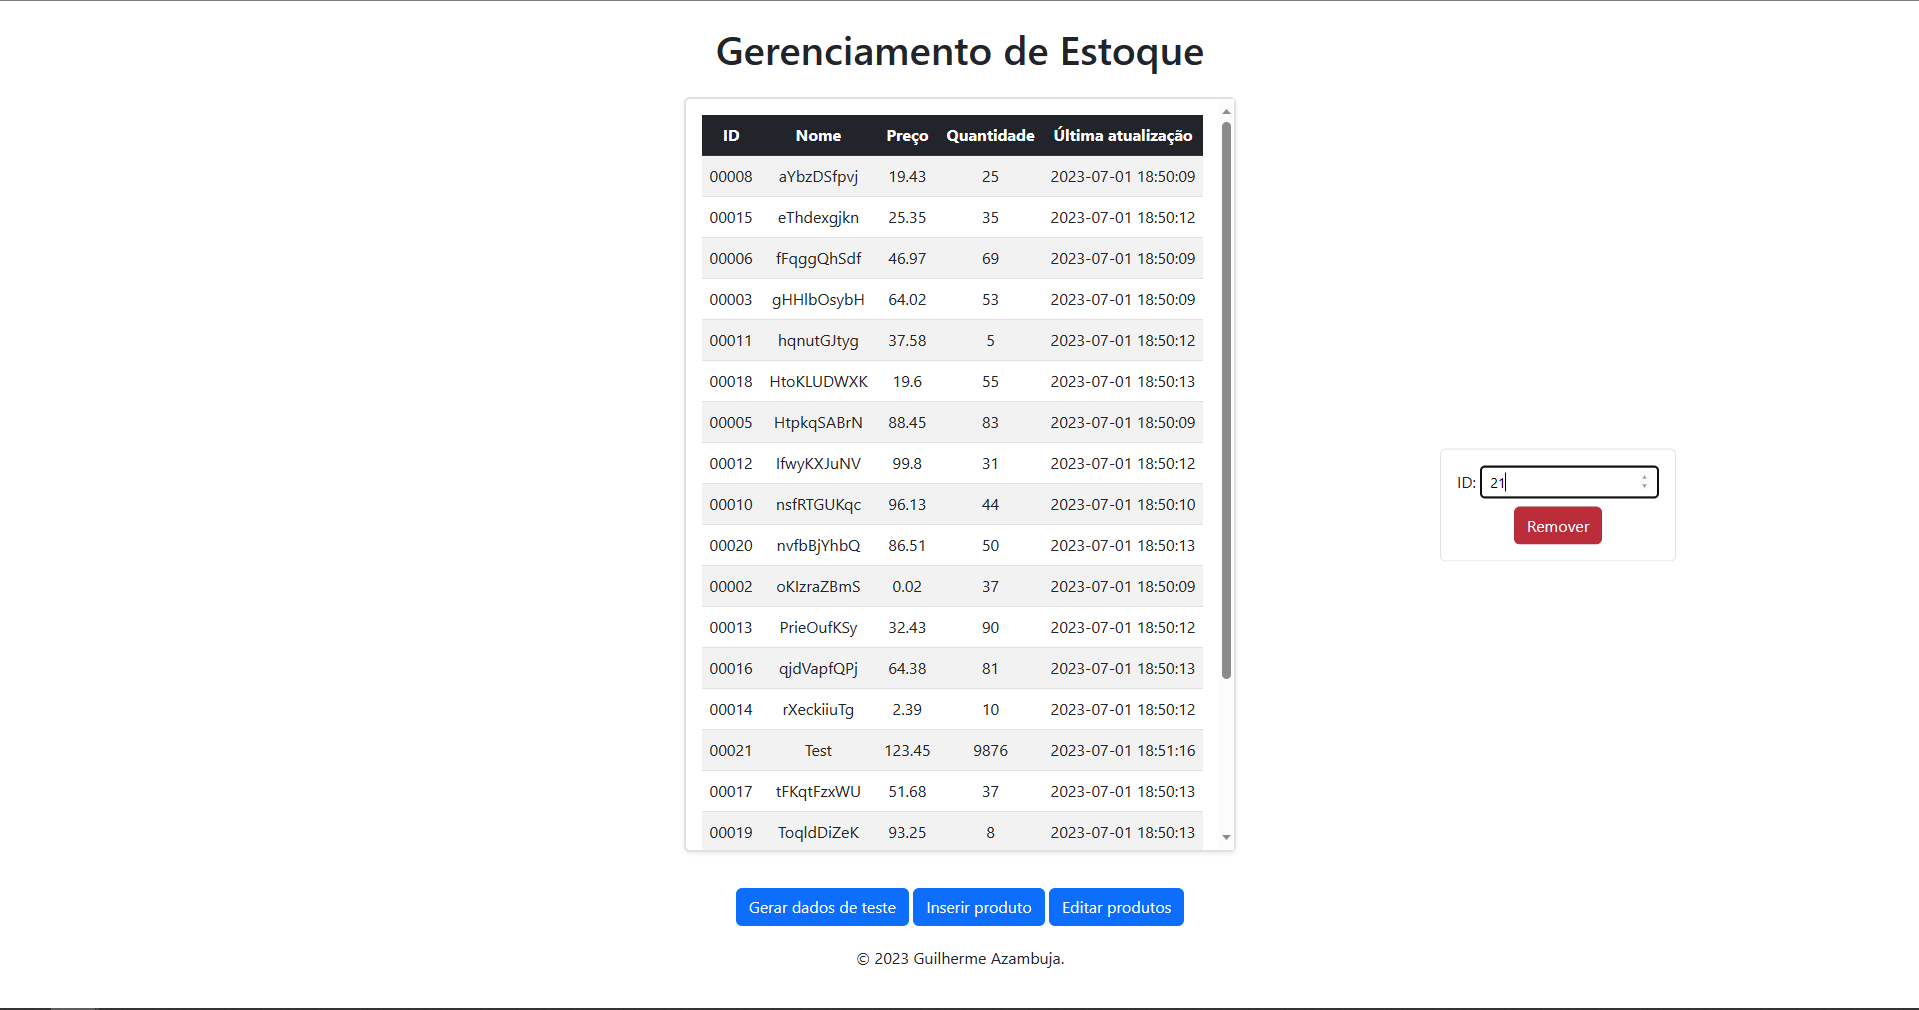 Gerenciamento de Estoque
ID Nome Preço Quantidade Última atualização
00008 aYbzDSfpvj 19.43 25 2023-07-01 18:50:09
00015 eThdexgjkn 25.35 35 2023-07-01 18:50:12
00006 fFqggQhSdf 46.97 69 2023-07-01 18:50:09
00003 gHHlbOsybH 64.02 53 2023-07-01 18:50:09
00011 hqnutGJtyg 37.58 5 2023-07-01 18:50:12
00018 HtoKLUDWXK 19.6 55 2023-07-01 18:50:13
00005 HtpkqSABrN 88.45 83 2023-07-01 18:50:09
00012 IfwyKXJuNV 99.8 31 2023-07-01 18:50:12
00010 nsfRTGUKqc 96.13 44 2023-07-01 18:50:10
00020 nvfbBjYhbQ 86.51 50 2023-07-01 18:50:13
00002 oKIzraZBmS 0.02 37 2023-07-01 18:50:09
00013 PrieOufKSy 32.43 90 2023-07-01 18:50:12
00016 qjdVapfQPj 64.38 81 2023-07-01 18:50:13
00014 rXeckiiuTg 2.39 10 2023-07-01 18:50:12
00021 Test 123.45 9876 2023-07-01 18:51:16
00017 tFKqtFzxWU 51.68 37 2023-07-01 18:50:13
00019 ToqldDiZeK 93.25 8 2023-07-01 18:50:13
ID: 21
Remover
Gerar dados de teste Inserir produto Editar produtos
© 2023 Guilherme Azambuja.